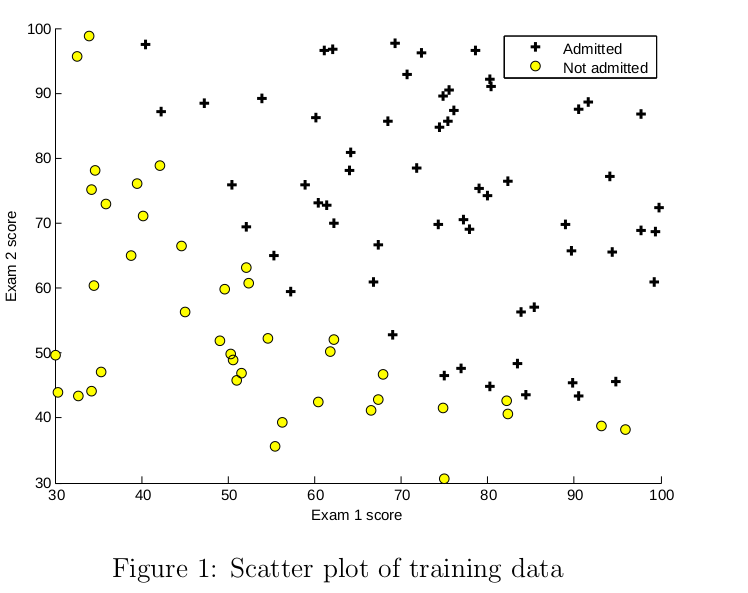 100
90
80
70
60
50
40
30
Exam 2 score
Admitted
Not admitted
30 40 50 60 70 80 90 100
Exam 1 score
Figure 1: Scatter plot of training data